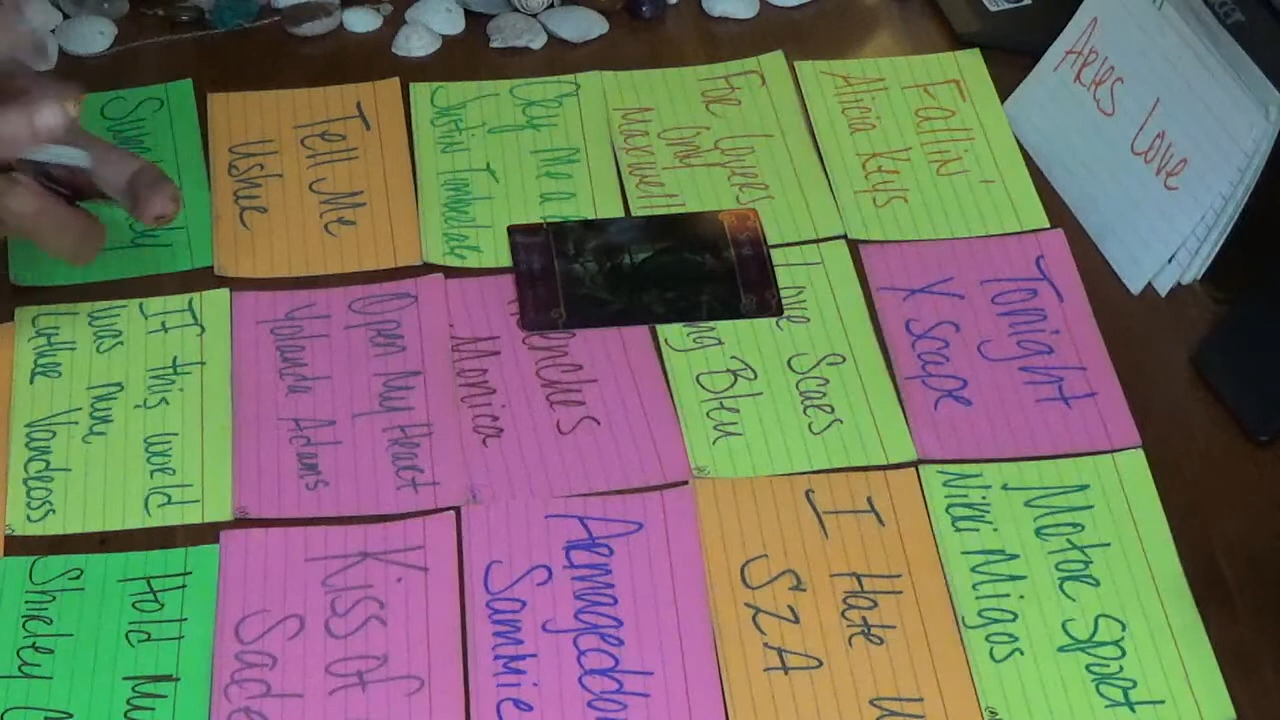 Tell Me
Usher
Cry Me a
Justin Timberlake
The Lovers
Only
Maxwell
Fallin'
Alicia Keys
Aries Love
If this world
was mine
Luther Vandross
Open My Heart
Yolanda Adams
Monica
Love Scars
Bleu
Tonight
X scape
Hold
Shirley
Kiss of
Sade
Armageddon
Sammie
I Hate U
SZA
Motor Sport
Nikki Migos